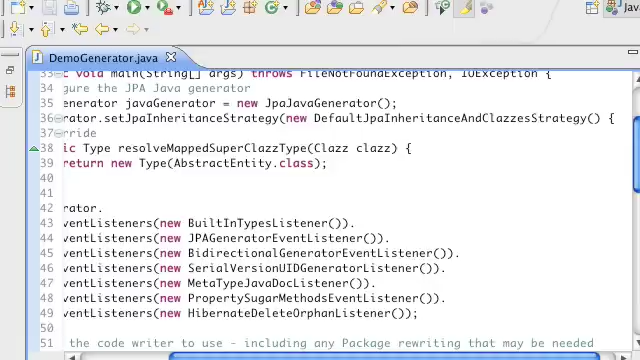 Jav
DemoGenerator.java
33 c void main(String[] args) throws FileNotFoundException, IOException {
34 gure the JPA Java generator
35 enerator javaGenerator = new JpaJavaGenerator();
36 rator.setJpaInheritanceStrategy(new DefaultJpaInheritanceAndClazzesStrategy() {
37 rride
38 ic Type resolveMappedSuperClazzType(Clazz clazz) {
39 return new Type(AbstractEntity.class);
40
41
42 rator.
43 ventListeners(new BuiltInTypesListener()).
44 ventListeners(new JPAGeneratorEventListener()).
45 ventListeners(new BidirectionalGeneratorEventListener()).
46 ventListeners(new SerialVersionUIDGeneratorListener()).
47 ventListeners(new MetaTypeJavaDocListener()).
48 ventListeners(new PropertySugarMethodsEventListener()).
49 ventListeners(new HibernateDeleteOrphanListener());
50
51 the code writer to use - including any Package rewriting that may be needed